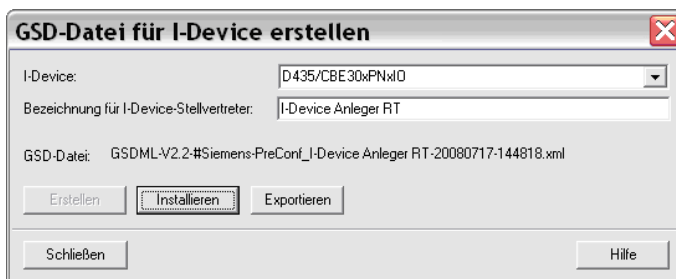 GSD-Datei für I-Device erstellen
I-Device: D435/CBE30xPNxIO
Bezeichnung für I-Device-Stellvertreter: I-Device Anleger RT
GSD-Datei: GSDML-V2.2-#Siemens-PreConf_I-Device Anleger RT-20080717-144818.xml
Erstellen Installieren Exportieren
Schließen Hilfe